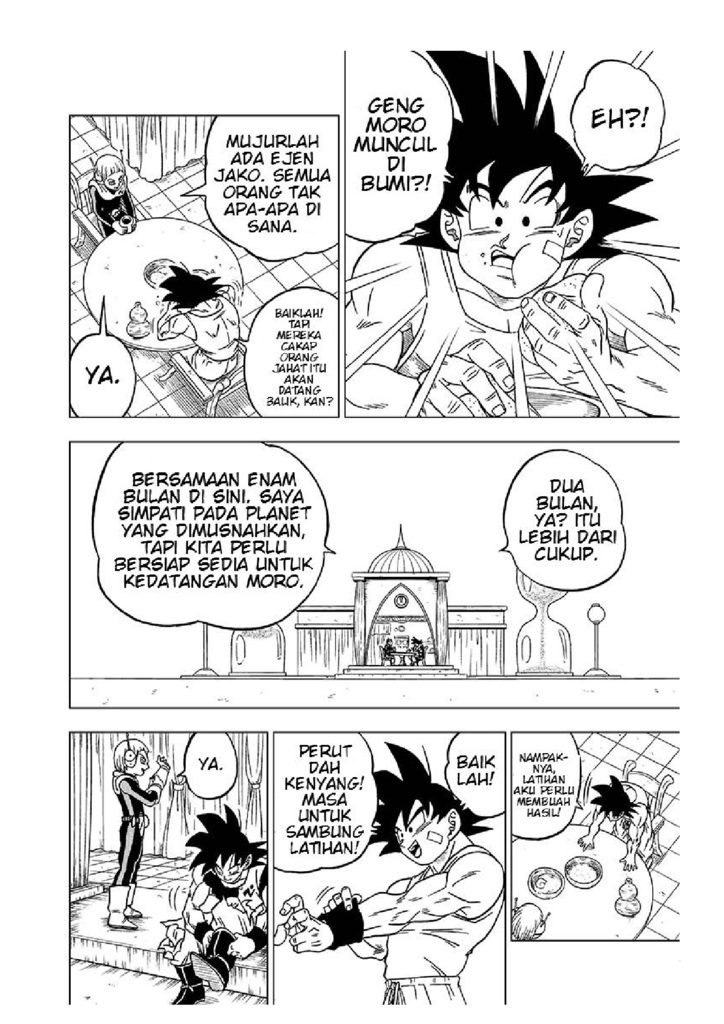 EH?!
GENG
MORO
MUNCUL
DI
BUMI?!
MUJURLAH
ADA EJEN
JAKO. SEMUA
ORANG TAK
APA-APA DI
SANA.
BAIKLAH!
TAPI
MEREKA
CAKAP
ORANG
JAHAT ITU
AKAN
DATANG
BALIK, KAN?
YA.
DUA
BULAN,
YA? ITU
LEBIH DARI
CUKUP.
BERSAMAAN ENAM
BULAN DI SINI. SAYA
SIMPATI PADA PLANET
YANG DIMUSNAHKAN,
TAPI KITA PERLU
BERSIAP SEDIA UNTUK
KEDATANGAN MORO.
NAMPAK-
NYA,
LATIHAN
AKU PERLU
MEMBUAH
HASIL!
BAIK
LAH!
PERUT
DAH
KENYANG!
MASA
UNTUK
SAMBUNG
LATIHAN!
YA.